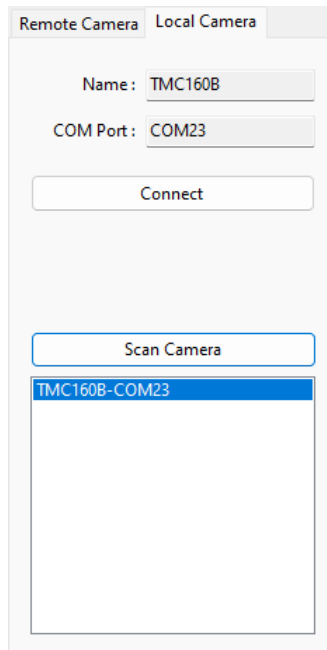 Remote Camera Local Camera
Name : TMC160B
COM Port : COM23
Connect
Scan Camera
TMC160B-COM23